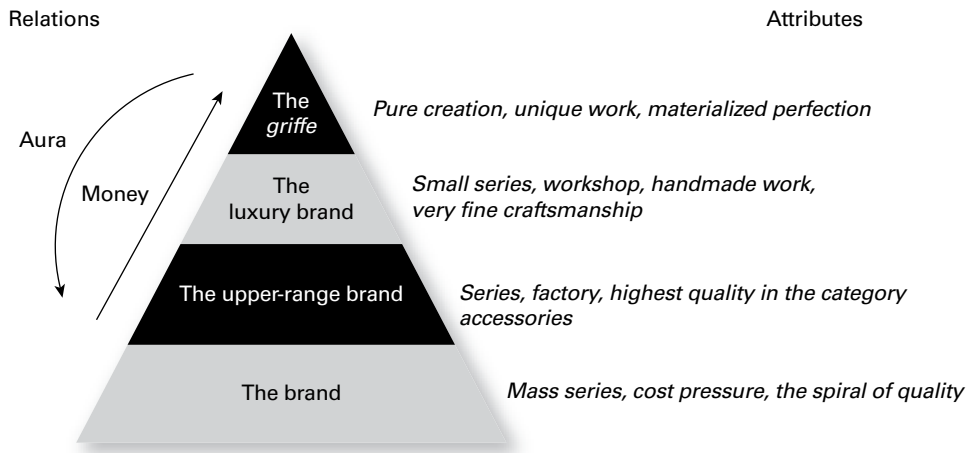 Relations
Attributes
The
griffe
Pure creation, unique work, materialized perfection
Aura
Money
The
luxury brand
Small series, workshop, handmade work,
very fine craftsmanship
The upper-range brand
Series, factory, highest quality in the category
accessories
The brand
Mass series, cost pressure, the spiral of quality